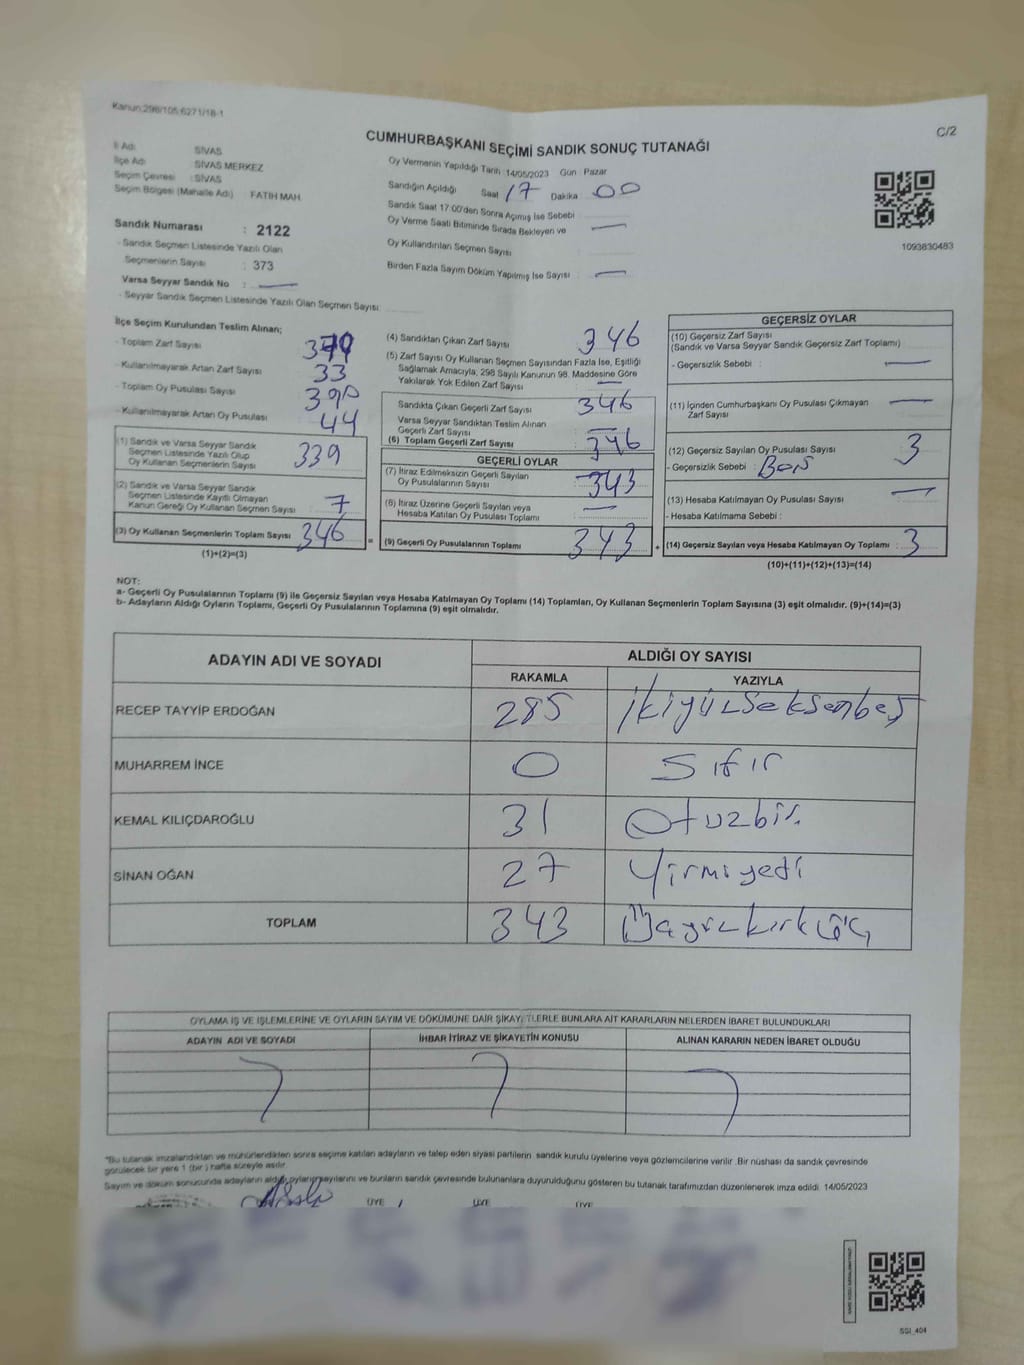 Kanun:298/105;6271/18-1
C/2
CUMHURBAŞKANI SEÇİMİ SANDIK SONUÇ TUTANAĞI
İl Adı : SİVAS
İlçe Adı : SİVAS MERKEZ
Seçim Çevresi : SİVAS
Seçim Bölgesi (Mahalle Adı) FATİH MAH.
Sandık Numarası : 2122
- Sandık Seçmen Listesinde Yazılı Olan
Seçmenlerin Sayısı : 373
Varsa Seyyar Sandık No : —
- Seyyar Sandık Seçmen Listesinde Yazılı Olan Seçmen Sayısı
Oy Vermenin Yapıldığı Tarih 14/05/2023 Gün Pazar
Sandığın Açıldığı Saat 17 Dakika 00
Sandık Saat 17:00'den Sonra Açılmış İse Sebebi
Oy Verme Saati Bitiminde Sırada Bekleyen ve —
Oy Kullandırılan Seçmen Sayısı
Birden Fazla Sayım Döküm Yapılmış İse Sayısı : —
1093830483
İlçe Seçim Kurulundan Teslim Alınan;
- Toplam Zarf Sayısı
- Kullanılmayarak Artan Zarf Sayısı 33
- Toplam Oy Pusulası Sayısı 390
- Kullanılmayarak Artan Oy Pusulası 44
(1) Sandık ve Varsa Seyyar Sandık
Seçmen Listesinde Yazılı Olup
Oy Kullanan Seçmenlerin Sayısı 339
(2) Sandık ve Varsa Seyyar Sandık
Seçmen Listesinde Kayıtlı Olmayan
Kanun Gereği Oy Kullanan Seçmen Sayısı 7
(3) Oy Kullanan Seçmenlerin Toplam Sayısı 346
(1)+(2)=(3)
(4) Sandıktan Çıkan Zarf Sayısı 346
(5) Zarf Sayısı Oy Kullanan Seçmen Sayısından Fazla İse, Eşitliği
Sağlamak Amacıyla, 298 Sayılı Kanunun 98. Maddesine Göre
Yakılarak Yok Edilen Zarf Sayısı —
Sandıkta Çıkan Geçerli Zarf Sayısı 346
Varsa Seyyar Sandıktan Teslim Alınan
Geçerli Zarf Sayısı —
(6) Toplam Geçerli Zarf Sayısı 346
GEÇERLİ OYLAR
(7) İtiraz Edilmeksizin Geçerli Sayılan
Oy Pusulalarının Sayısı 343
(8) İtiraz Üzerine Geçerli Sayılan veya
Hesaba Katılan Oy Pusulası Toplamı —
= (9) Geçerli Oy Pusulalarının Toplamı 343 +
GEÇERSİZ OYLAR
(10) Geçersiz Zarf Sayısı
(Sandık ve Varsa Seyyar Sandık Geçersiz Zarf Toplamı)
- Geçersizlik Sebebi : —
(11) İçinden Cumhurbaşkanı Oy Pusulası Çıkmayan —
Zarf Sayısı
(12) Geçersiz Sayılan Oy Pusulası Sayısı 3
- Geçersizlik Sebebi : Boş
(13) Hesaba Katılmayan Oy Pusulası Sayısı —
- Hesaba Katılmama Sebebi :
(14) Geçersiz Sayılan veya Hesaba Katılmayan Oy Toplamı : 3
(10)+(11)+(12)+(13)=(14)
NOT:
a- Geçerli Oy Pusulalarının Toplamı (9) ile Geçersiz Sayılan veya Hesaba Katılmayan Oy Toplamı (14) Toplamları, Oy Kullanan Seçmenlerin Toplam Sayısına (3) eşit olmalıdır. (9)+(14)=(3)
b- Adayların Aldığı Oyların Toplamı, Geçerli Oy Pusulalarının Toplamına (9) eşit olmalıdır.
ADAYIN ADI VE SOYADI
ALDIĞI OY SAYISI
RAKAMLA YAZIYLA
RECEP TAYYİP ERDOĞAN 285 İkiyüzseksenbeş
MUHARREM İNCE 0 Sıfır
KEMAL KILIÇDAROĞLU 31 Otuzbir
SİNAN OĞAN 27 Yirmiyedi
TOPLAM 343 Üçyüzkırküç
OYLAMA İŞ VE İŞLEMLERİNE VE OYLARIN SAYIM VE DÖKÜMÜNE DAİR ŞİKAYETLERLE BUNLARA AİT KARARLARIN NELERDEN İBARET BULUNDUKLARI
ADAYIN ADI VE SOYADI İHBAR İTİRAZ VE ŞİKAYETİN KONUSU ALINAN KARARIN NEDEN İBARET OLDUĞU
*Bu tutanak imzalandıktan ve mühürlendikten sonra seçime katılan adayların ve talep eden siyasi partilerin sandık kurulu üyelerine veya gözlemcilerine verilir. Bir nüshası da sandık çevresinde
görülecek bir yere 1 (bir ) hafta süreyle asılır.
Sayım ve döküm sonucunda adayların aldığı oyların sayılarını ve bunların sandık çevresinde bulunanlara duyurulduğunu gösteren bu tutanak tarafımızdan düzenlenerek imza edildi. 14/05/2023
ÜYE ÜYE ÜYE
SSİ_404